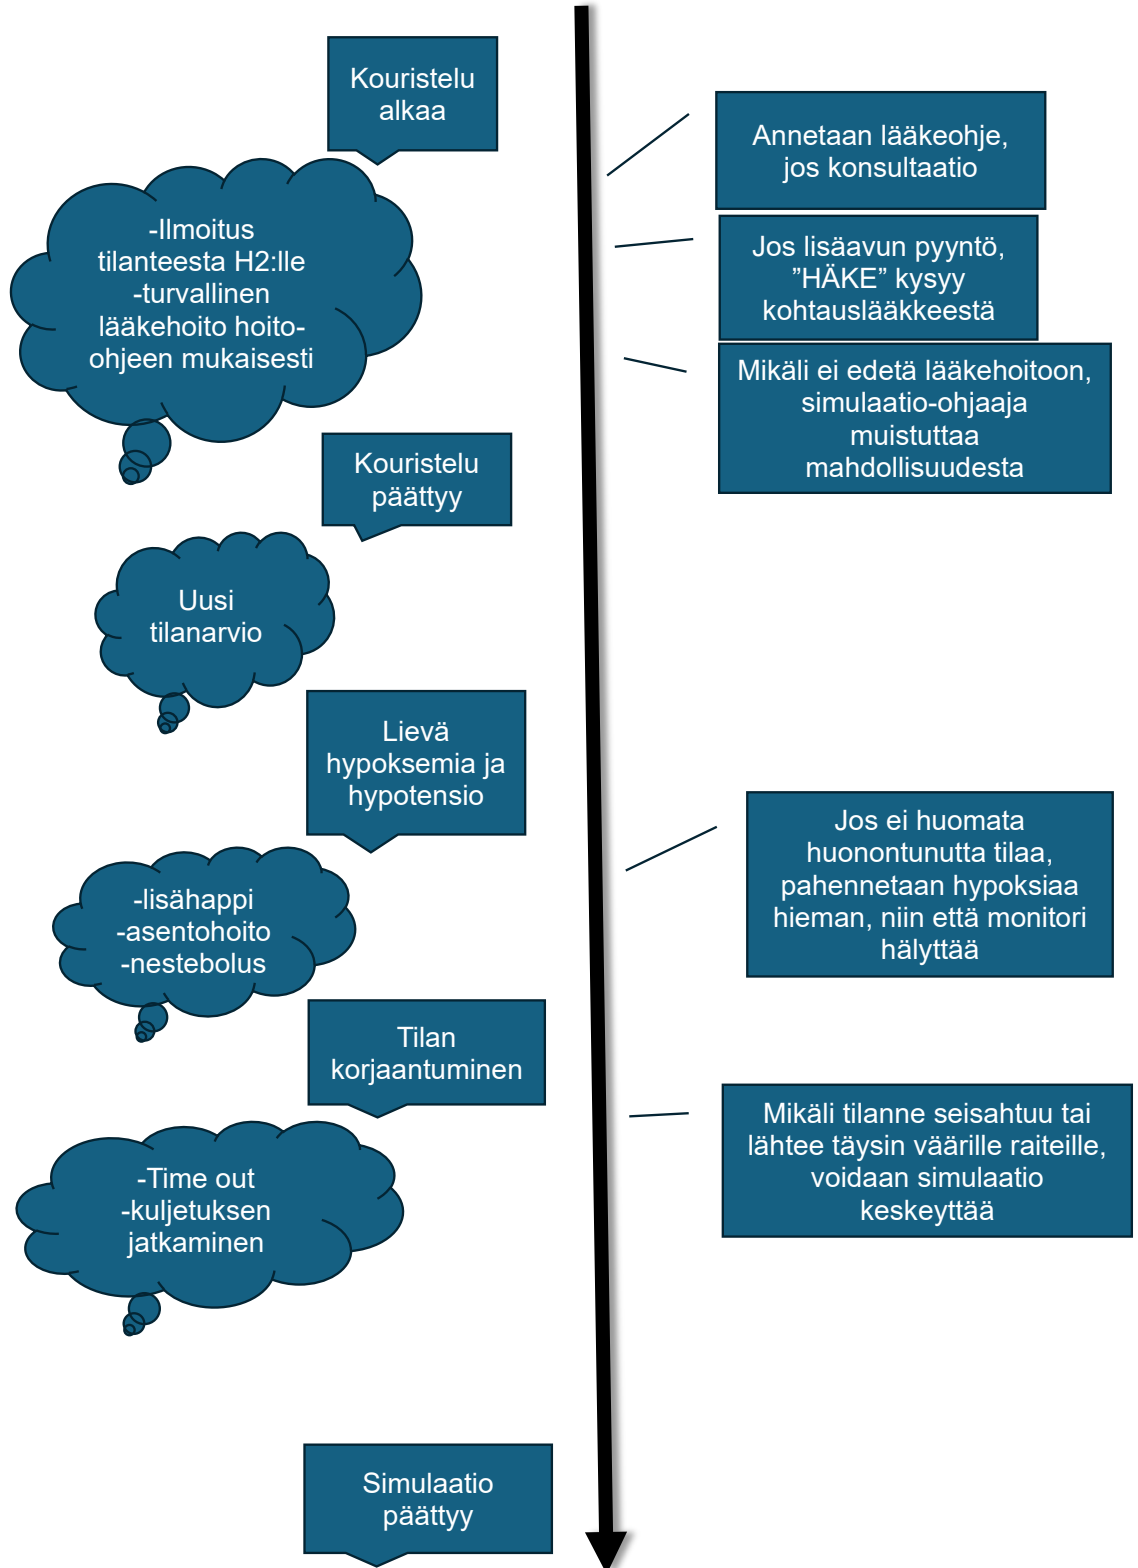 Kouristelu
alkaa
Annetaan lääkeohje,
jos konsultaatio
-Ilmoitus
tilanteesta H2:lle
-turvallinen
lääkehoito hoito-
ohjeen mukaisesti
Jos lisäavun pyyntö,
”HÄKE” kysyy
kohtauslääkkeestä
Mikäli ei edetä lääkehoitoon,
simulaatio-ohjaaja
muistuttaa
mahdollisuudesta
Kouristelu
päättyy
Uusi
tilanarvio
Lievä
hypoksemia ja
hypotensio
Jos ei huomata
huonontunutta tilaa,
pahennetaan hypoksiaa
hieman, niin että monitori
hälyttää
-lisähappi
-asentohoito
-nestebolus
Tilan
korjaantuminen
Mikäli tilanne seisahtuu tai
lähtee täysin väärille raiteille,
voidaan simulaatio
keskeyttää
-Time out
-kuljetuksen
jatkaminen
Simulaatio
päättyy